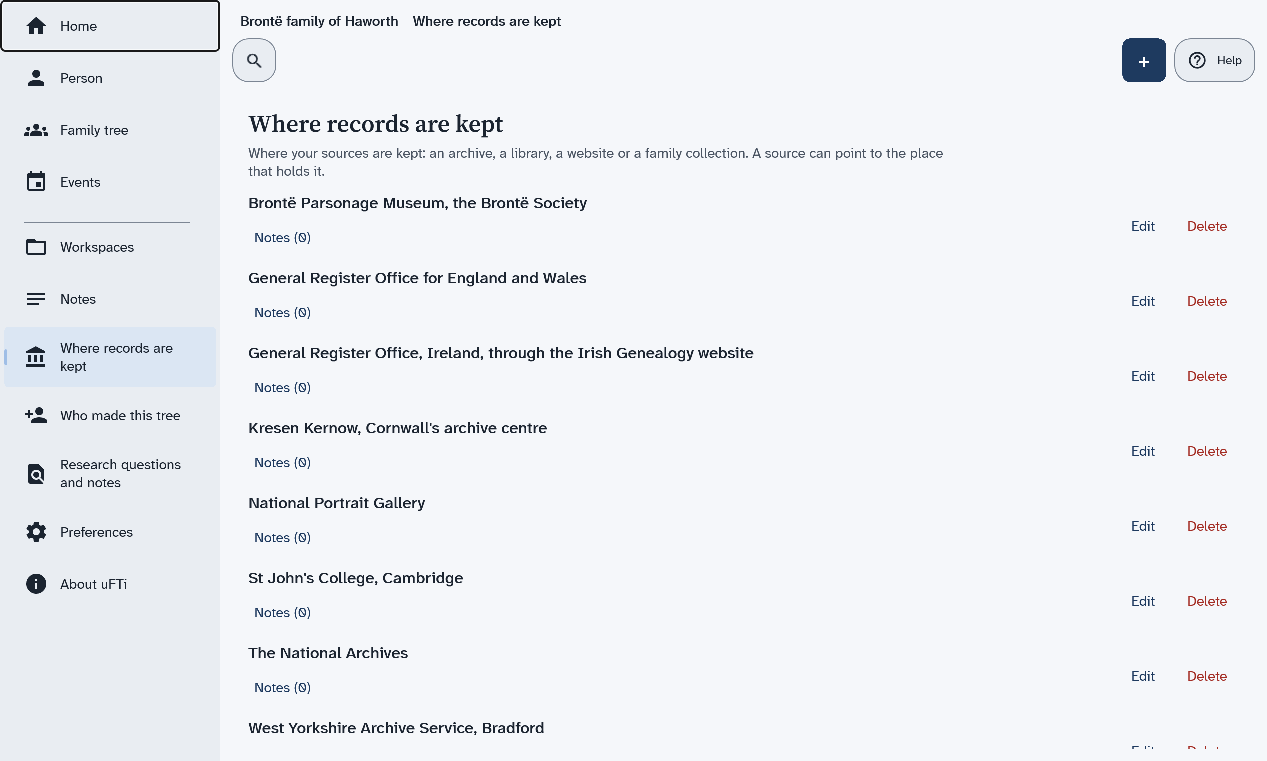 Home
Person
Family tree
Events
Workspaces
Notes
Where records are
kept
Who made this tree
Research questions
and notes
Preferences
About uFTi
Brontë family of Haworth Where records are kept
+ Help
Where records are kept
Where your sources are kept: an archive, a library, a website or a family collection. A source can point to the place
that holds it.
Brontë Parsonage Museum, the Brontë Society
Notes (0)
Edit Delete
General Register Office for England and Wales
Notes (0)
Edit Delete
General Register Office, Ireland, through the Irish Genealogy website
Notes (0)
Edit Delete
Kresen Kernow, Cornwall's archive centre
Notes (0)
Edit Delete
National Portrait Gallery
Notes (0)
Edit Delete
St John's College, Cambridge
Notes (0)
Edit Delete
The National Archives
Notes (0)
Edit Delete
West Yorkshire Archive Service, Bradford